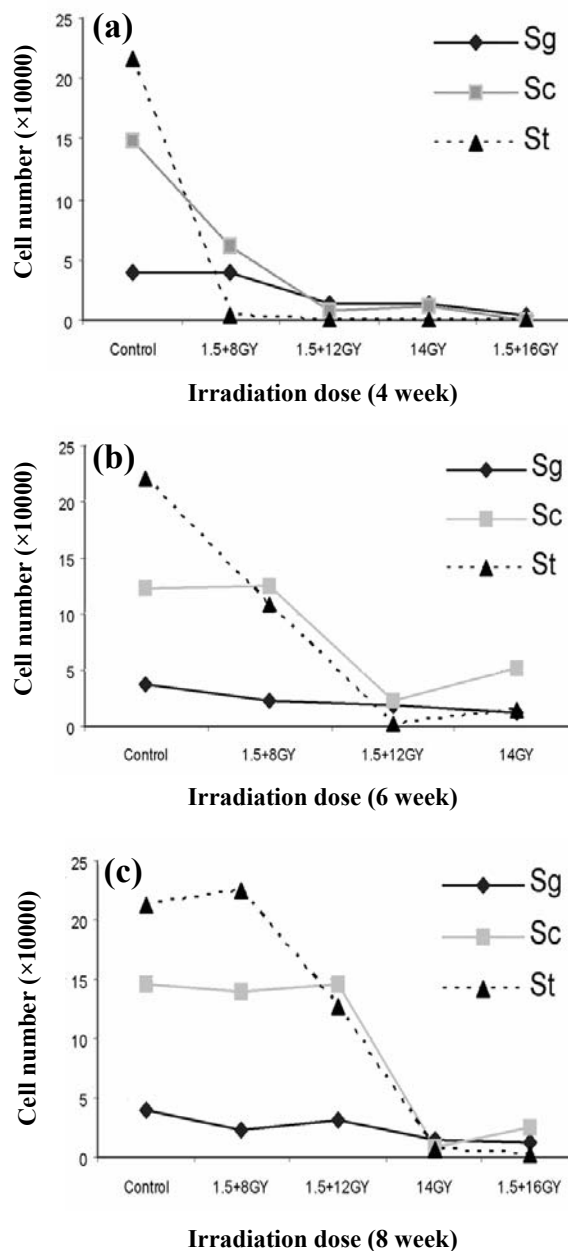 (a)
Sg
Sc
St
Cell number (×10000)
25
20
15
10
5
0
Control 1.5+8GY 1.5+12GY 14GY 1.5+16GY
Irradiation dose (4 week)
(b)
Sg
Sc
St
Cell number (×10000)
25
20
15
10
5
0
Control 1.5+8GY 1.5+12GY 14GY
Irradiation dose (6 week)
(c)
Sg
Sc
St
Cell number (×10000)
25
20
15
10
5
0
Control 1.5+8GY 1.5+12GY 14GY 1.5+16GY
Irradiation dose (8 week)